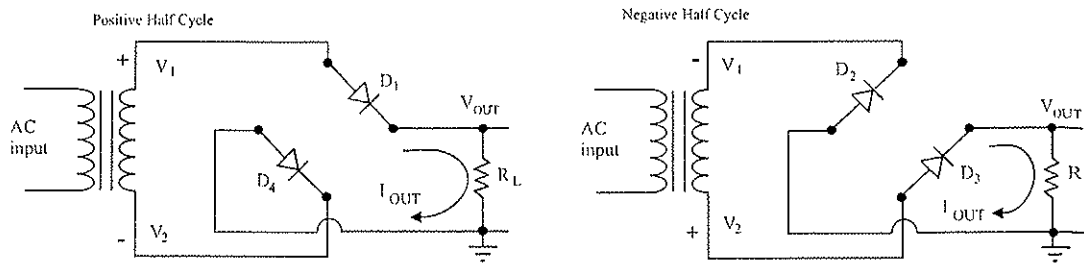 Positive Half Cycle
+
V1
D1
VOUT
AC
input
D4
RL
IOUT
-
V2
Negative Half Cycle
-
V1
D2
VOUT
AC
input
D3
R
IOUT
+
V2